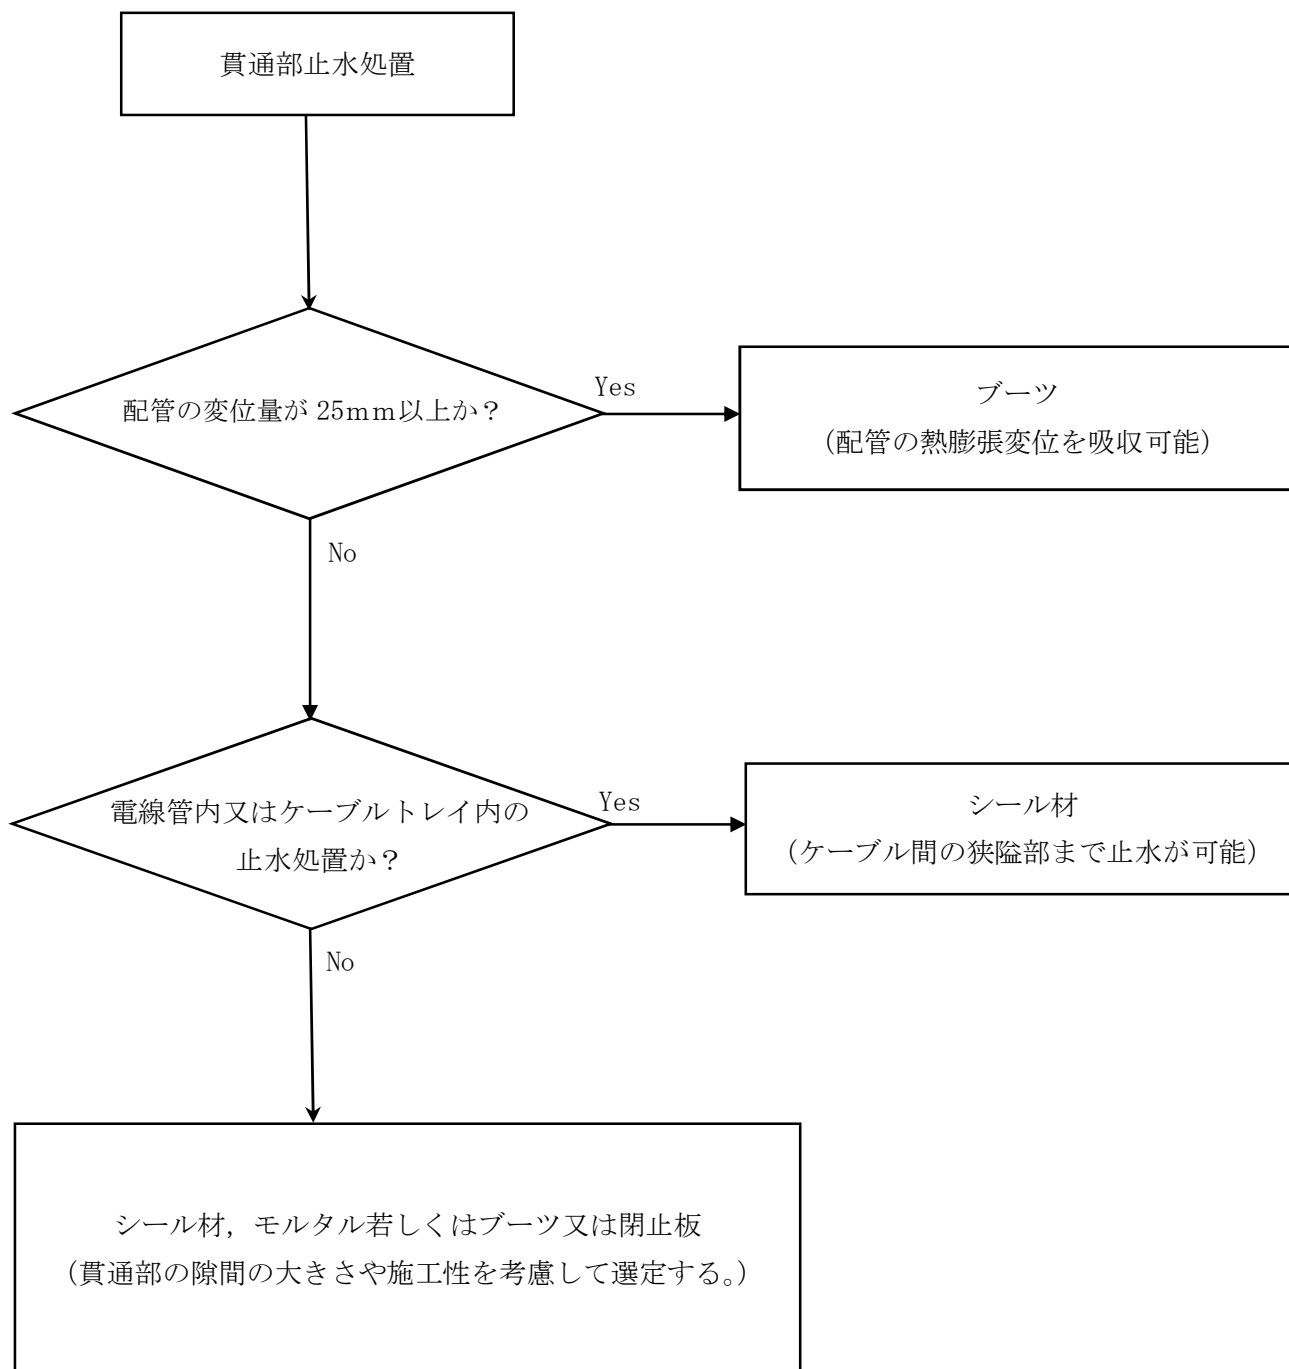 貫通部止水処置
配管の変位量が 25mm以上か？
Yes
ブーツ
（配管の熱膨張変位を吸収可能）
No
電線管内又はケーブルトレイ内の
止水処置か？
Yes
シール材
（ケーブル間の狭隘部まで止水が可能）
No
シール材，モルタル若しくはブーツ又は閉止板
（貫通部の隙間の大きさや施工性を考慮して選定する。）